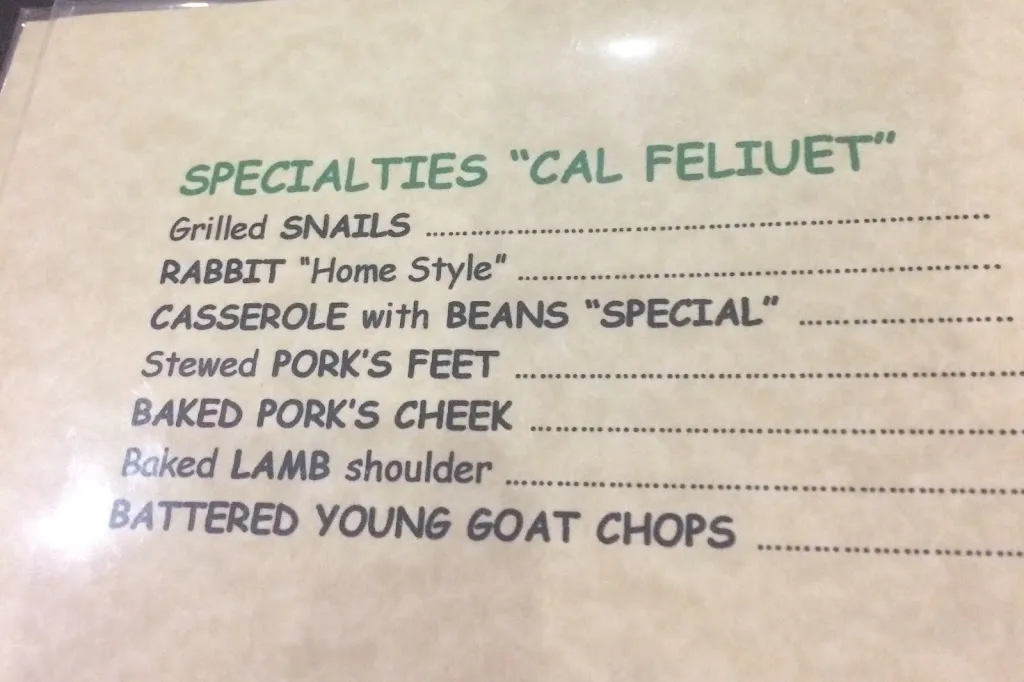 SPECIALTIES “CAL FELIUET”
Grilled SNAILS ........................................................
RABBIT “Home Style” ................................................
CASSEROLE with BEANS “SPECIAL” .....................
Stewed PORK’S FEET ................................................
BAKED PORK’S CHEEK ..............................................
Baked LAMB shoulder ................................................
BATTERED YOUNG GOAT CHOPS .........................